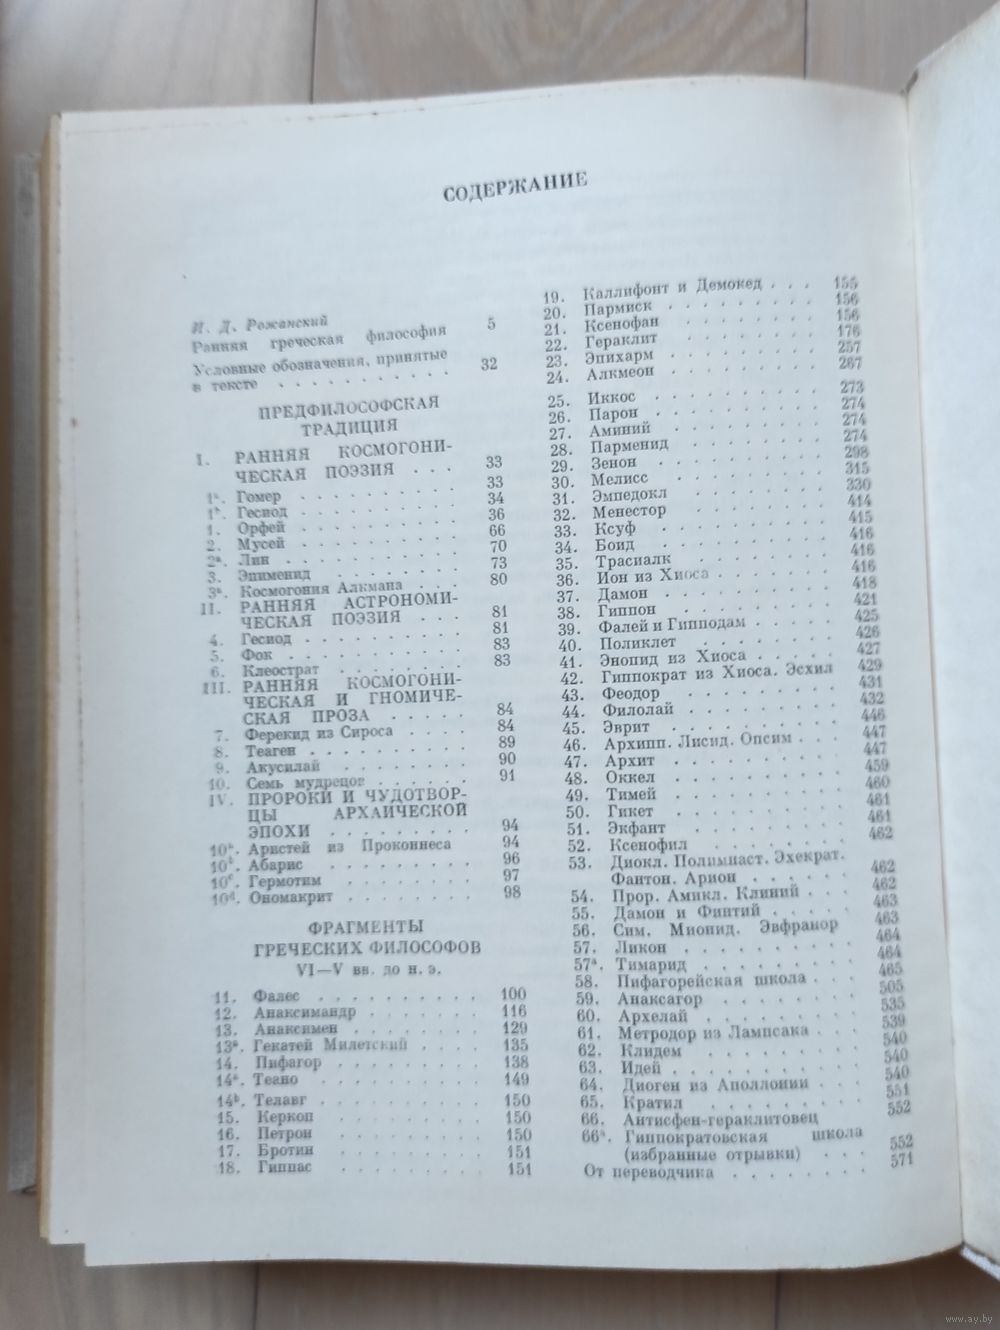 СОДЕРЖАНИЕ
И. Д. Рожанский
Ранняя греческая философия 5
Условные обозначения, принятые
в тексте . . . . . . . . . . . 32
ПРЕДФИЛОСОФСКАЯ
ТРАДИЦИЯ
I. РАННЯЯ КОСМОГОНИ-
ЧЕСКАЯ ПОЭЗИЯ . . . 33
1ª. Гомер . . . . . . . . . . 33
1ᵇ. Гесиод . . . . . . . . . 34
1. Орфей . . . . . . . . . 36
2. Мусей . . . . . . . . . 66
2ª. Лин . . . . . . . . . . 70
3. Эпименид . . . . . . . 73
3ª. Космогония Алкмана . . . 80
II. РАННЯЯ АСТРОНОМИ-
ЧЕСКАЯ ПОЭЗИЯ . . . 81
4. Гесиод . . . . . . . . . 81
5. Фок . . . . . . . . . . 83
6. Клеострат . . . . . . . 83
III. РАННЯЯ КОСМОГОНИ-
ЧЕСКАЯ И ГНОМИЧЕ-
СКАЯ ПРОЗА . . . . . 84
7. Ферекид из Сироса . . . . 84
8. Теаген . . . . . . . . . 89
9. Акусилай . . . . . . . . 90
10. Семь мудрецов . . . . . . 91
IV. ПРОРОКИ И ЧУДОТВОР-
ЦЫ АРХАИЧЕСКОЙ
ЭПОХИ . . . . . . . . . 94
10ª. Аристей из Проконнеса 94
10ᵇ. Абарис . . . . . . . . 96
10ᶜ. Гермотим . . . . . . . 97
10ᵈ. Ономакрит . . . . . . . 98
ФРАГМЕНТЫ
ГРЕЧЕСКИХ ФИЛОСОФОВ
VI—V вв. до н. э.
11. Фалес . . . . . . . . . 100
12. Анаксимандр . . . . . . . 116
13. Анаксимен . . . . . . . . 129
13ª. Гекатей Милетский . . . . 135
14. Пифагор . . . . . . . . 138
14ª. Теано . . . . . . . . . 149
14ᵇ. Телавг . . . . . . . . . 150
15. Керкоп . . . . . . . . . 150
16. Петрон . . . . . . . . . 150
17. Бротин . . . . . . . . . 151
18. Гиппас . . . . . . . . . 151
19. Каллифонт и Демокед . . . 155
20. Пармиск . . . . . . . . 156
21. Ксенофан . . . . . . . . 156
22. Гераклит . . . . . . . . 176
23. Эпихарм . . . . . . . . 257
24. Алкмеон . . . . . . . . 267
25. Иккос . . . . . . . . . 273
26. Парон . . . . . . . . . 274
27. Аминий . . . . . . . . . 274
28. Парменид . . . . . . . . 274
29. Зенон . . . . . . . . . 298
30. Мелисс . . . . . . . . . 315
31. Эмпедокл . . . . . . . . 330
32. Менестор . . . . . . . . 414
33. Ксуф . . . . . . . . . . 415
34. Боид . . . . . . . . . . 416
35. Трасиалк . . . . . . . . 416
36. Ион из Хиоса . . . . . . . 416
37. Дамон . . . . . . . . . 418
38. Гиппон . . . . . . . . . 421
39. Фалей и Гипподам . . . . . 425
40. Поликлет . . . . . . . . 426
41. Энопид из Хиоса . . . . . 427
42. Гиппократ из Хиоса. Эсхил 429
43. Феодор . . . . . . . . . 431
44. Филолай . . . . . . . . 432
45. Эврит . . . . . . . . . 446
46. Архипп. Лисид. Опсим . . . 447
47. Архит . . . . . . . . . 447
48. Оккел . . . . . . . . . 459
49. Тимей . . . . . . . . . 460
50. Гикет . . . . . . . . . 461
51. Экфант . . . . . . . . . 461
52. Ксенофил . . . . . . . . 462
53. Диокл. Полимнаст. Эхекрат.
Фантон. Арион . . . . . . 462
54. Прор. Амикл. Клиний . . . 462
55. Дамон и Финтий . . . . . 463
56. Сим. Мионид. Эвфранор 463
57. Ликон . . . . . . . . . 464
57ª. Тимарид . . . . . . . . 464
58. Пифагорейская школа . . . 465
59. Анаксагор . . . . . . . . 505
60. Архелай . . . . . . . . . 535
61. Метродор из Лампсака . . . 539
62. Клидем . . . . . . . . . 540
63. Идей . . . . . . . . . . 540
64. Диоген из Аполлонии . . . 540
65. Кратил . . . . . . . . . 551
66. Антисфен-гераклитовец 552
66ª. Гиппократовская школа
(избранные отрывки) . . . 552
От переводчика . . . . . . . 571
www.ay.by